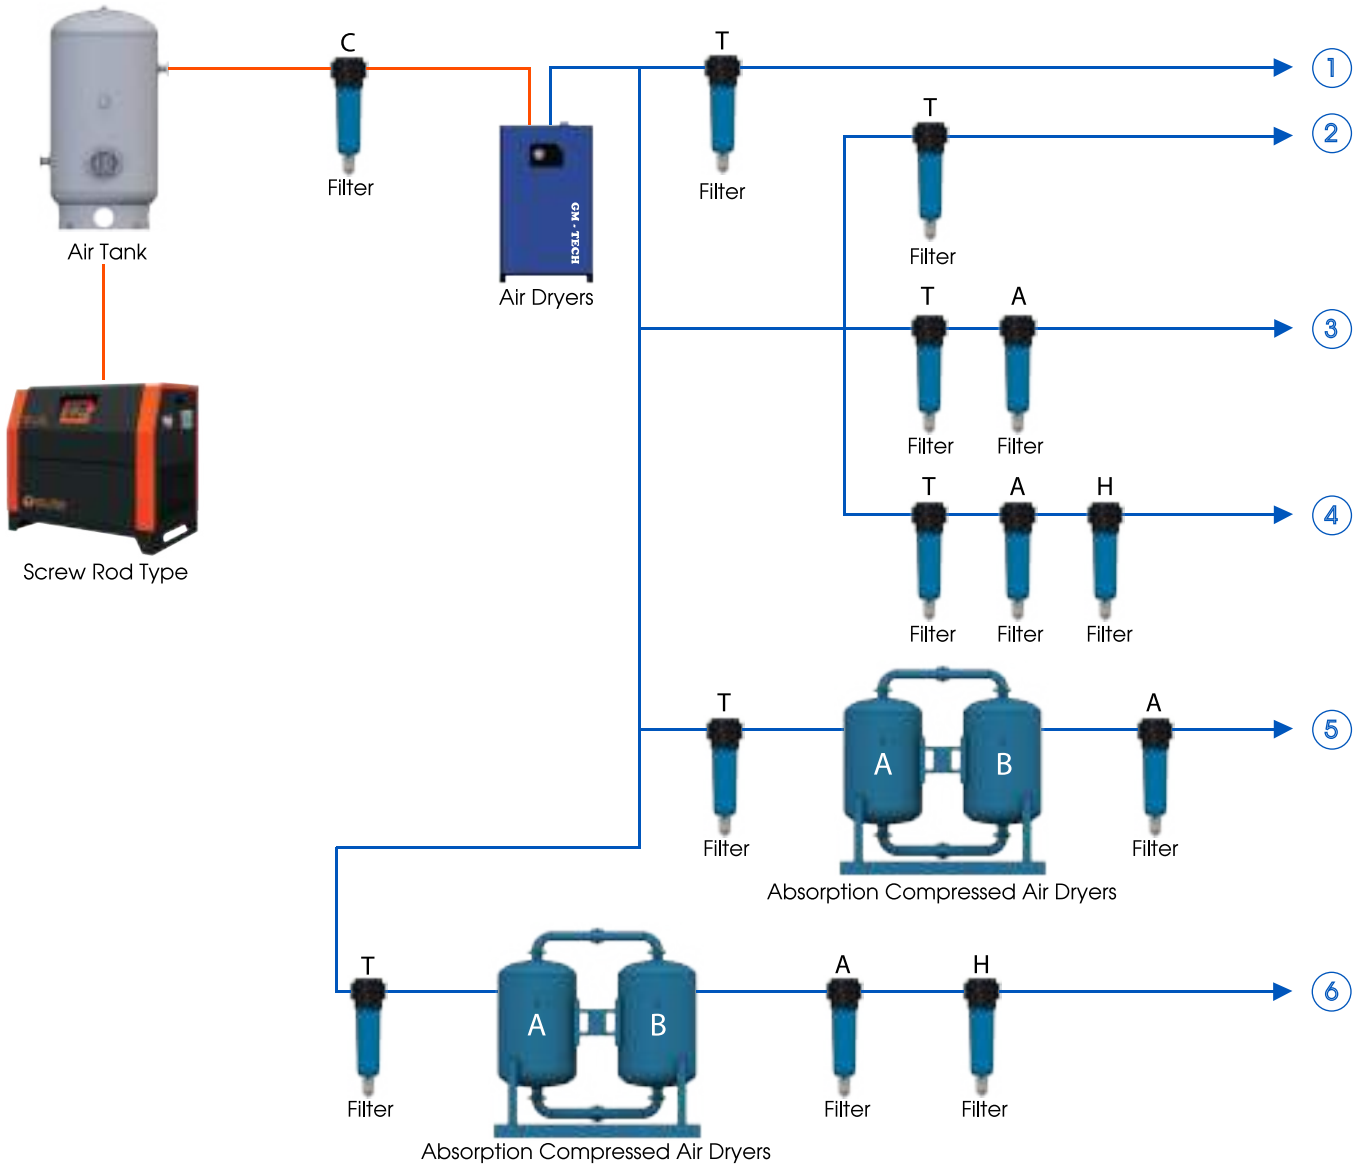 C
T
1
T
2
Filter
Filter
Air Tank
GM - TECH
Filter
Air Dryers
T
A
3
Filter
Filter
T
A
H
4
Screw Rod Type
Filter
Filter
Filter
T
A
5
A
B
Filter
Filter
Absorption Compressed Air Dryers
T
A
H
6
A
B
Filter
Filter
Filter
Absorption Compressed Air Dryers